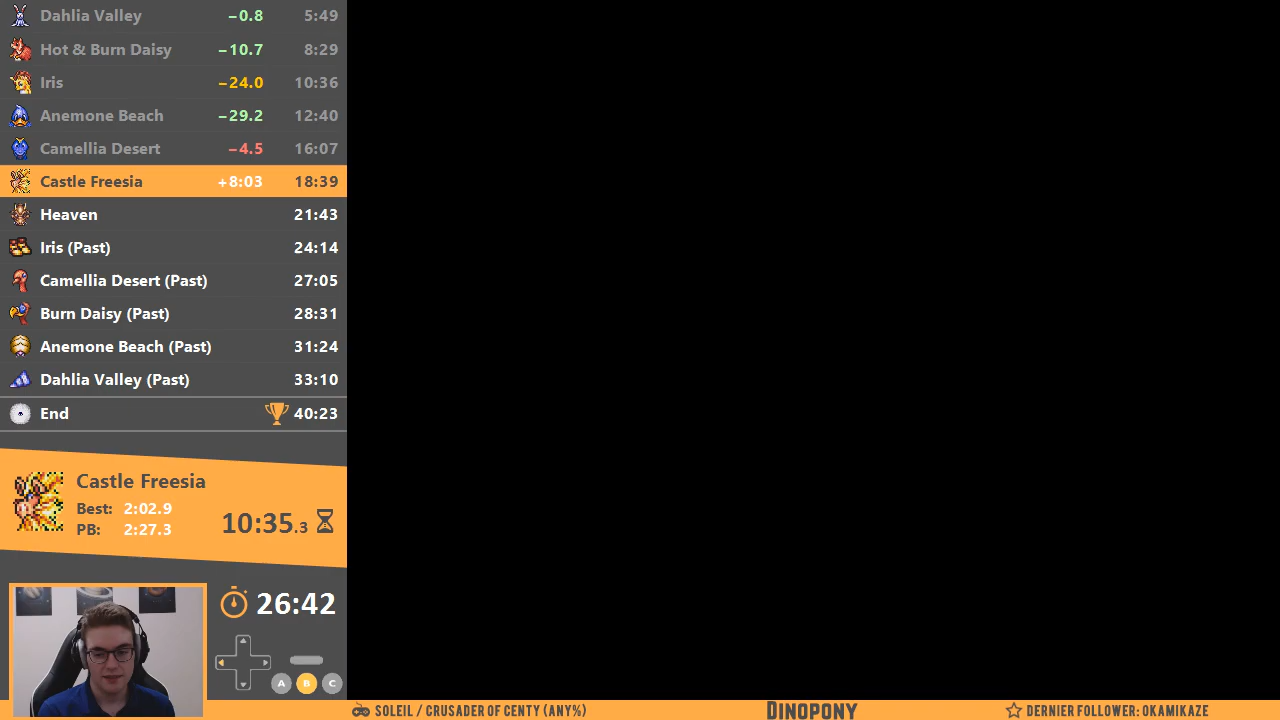 Dahlia Valley −0.8 5:49
Hot & Burn Daisy −10.7 8:29
Iris −24.0 10:36
Anemone Beach −29.2 12:40
Camellia Desert −4.5 16:07
Castle Freesia +8:03 18:39
Heaven 21:43
Iris (Past) 24:14
Camellia Desert (Past) 27:05
Burn Daisy (Past) 28:31
Anemone Beach (Past) 31:24
Dahlia Valley (Past) 33:10
End 40:23
Castle Freesia
Best: 2:02.9
PB: 2:27.3
10:35.3
26:42
A B C
SOLEIL / CRUSADER OF CENTY (ANY%) DINOPONY DERNIER FOLLOWER: OKAMIKAZE